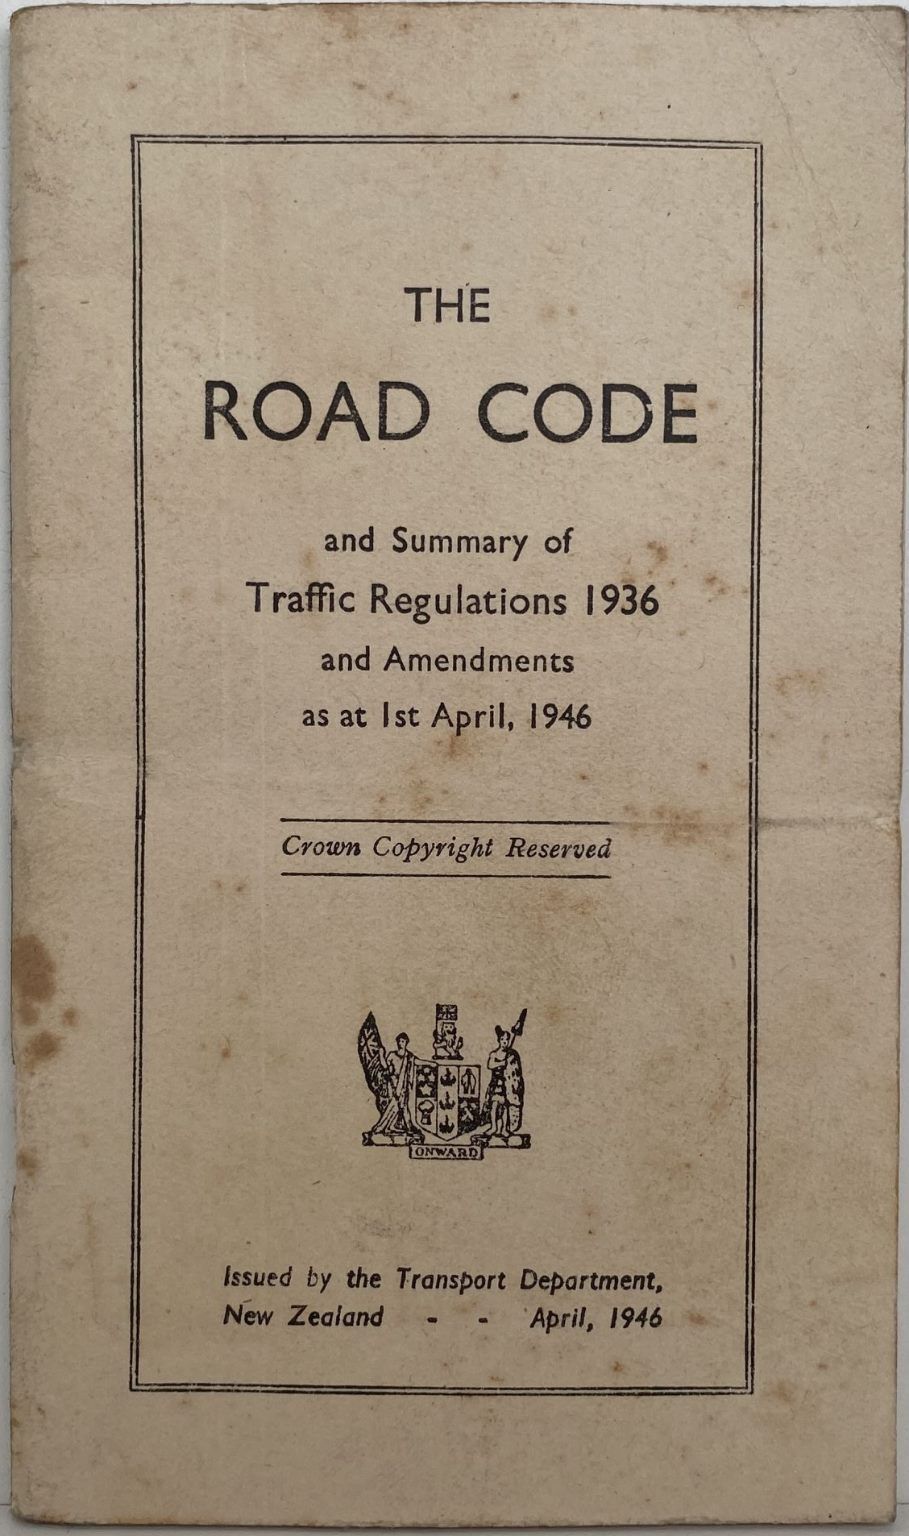 THE
ROAD CODE
and Summary of
Traffic Regulations 1936
and Amendments
as at 1st April, 1946
Crown Copyright Reserved
ONWARD
Issued by the Transport Department,
New Zealand - - April, 1946